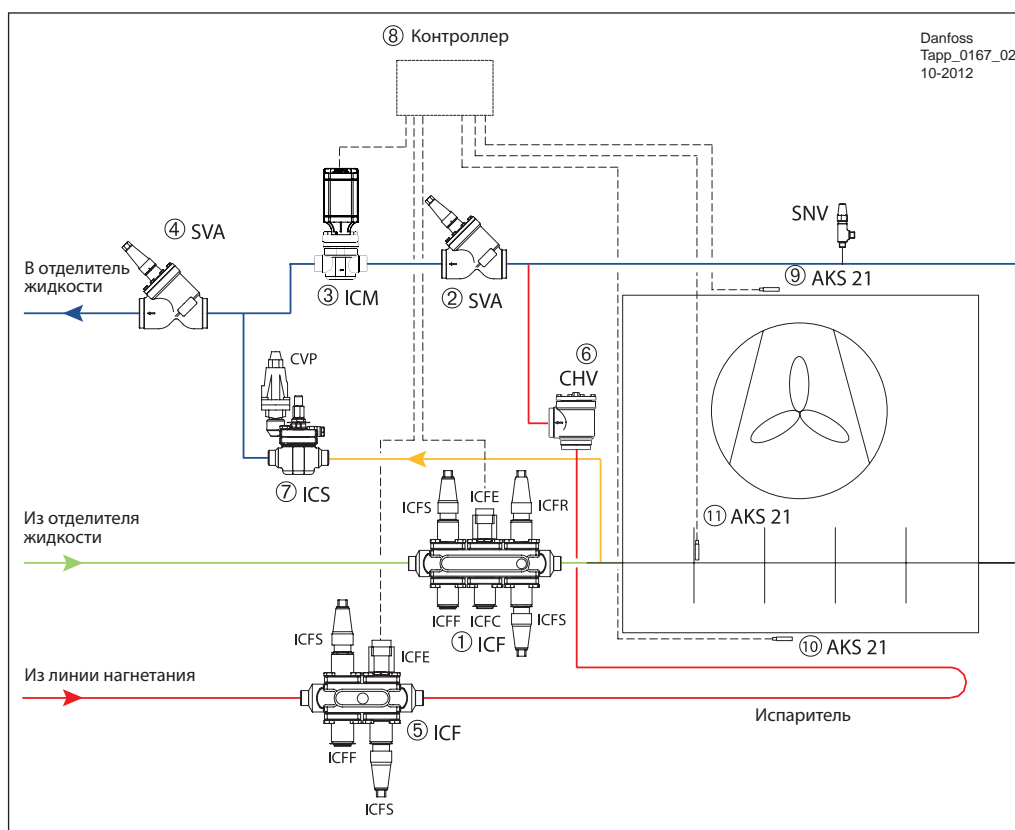 ⑧ Контроллер
Danfoss
Tapp_0167_02
10-2012
④ SVA
SNV
В отделитель
жидкости
③ ICM
② SVA
⑨ AKS 21
CVP
⑥
CHV
⑦ ICS
ICFS
ICFE
ICFR
⑪ AKS 21
Из отделителя
жидкости
ICFF
ICFC
ICFS
① ICF
ICFS
ICFE
⑩ AKS 21
Из линии нагнетания
⑤ ICF
Испаритель
ICFF
ICFS